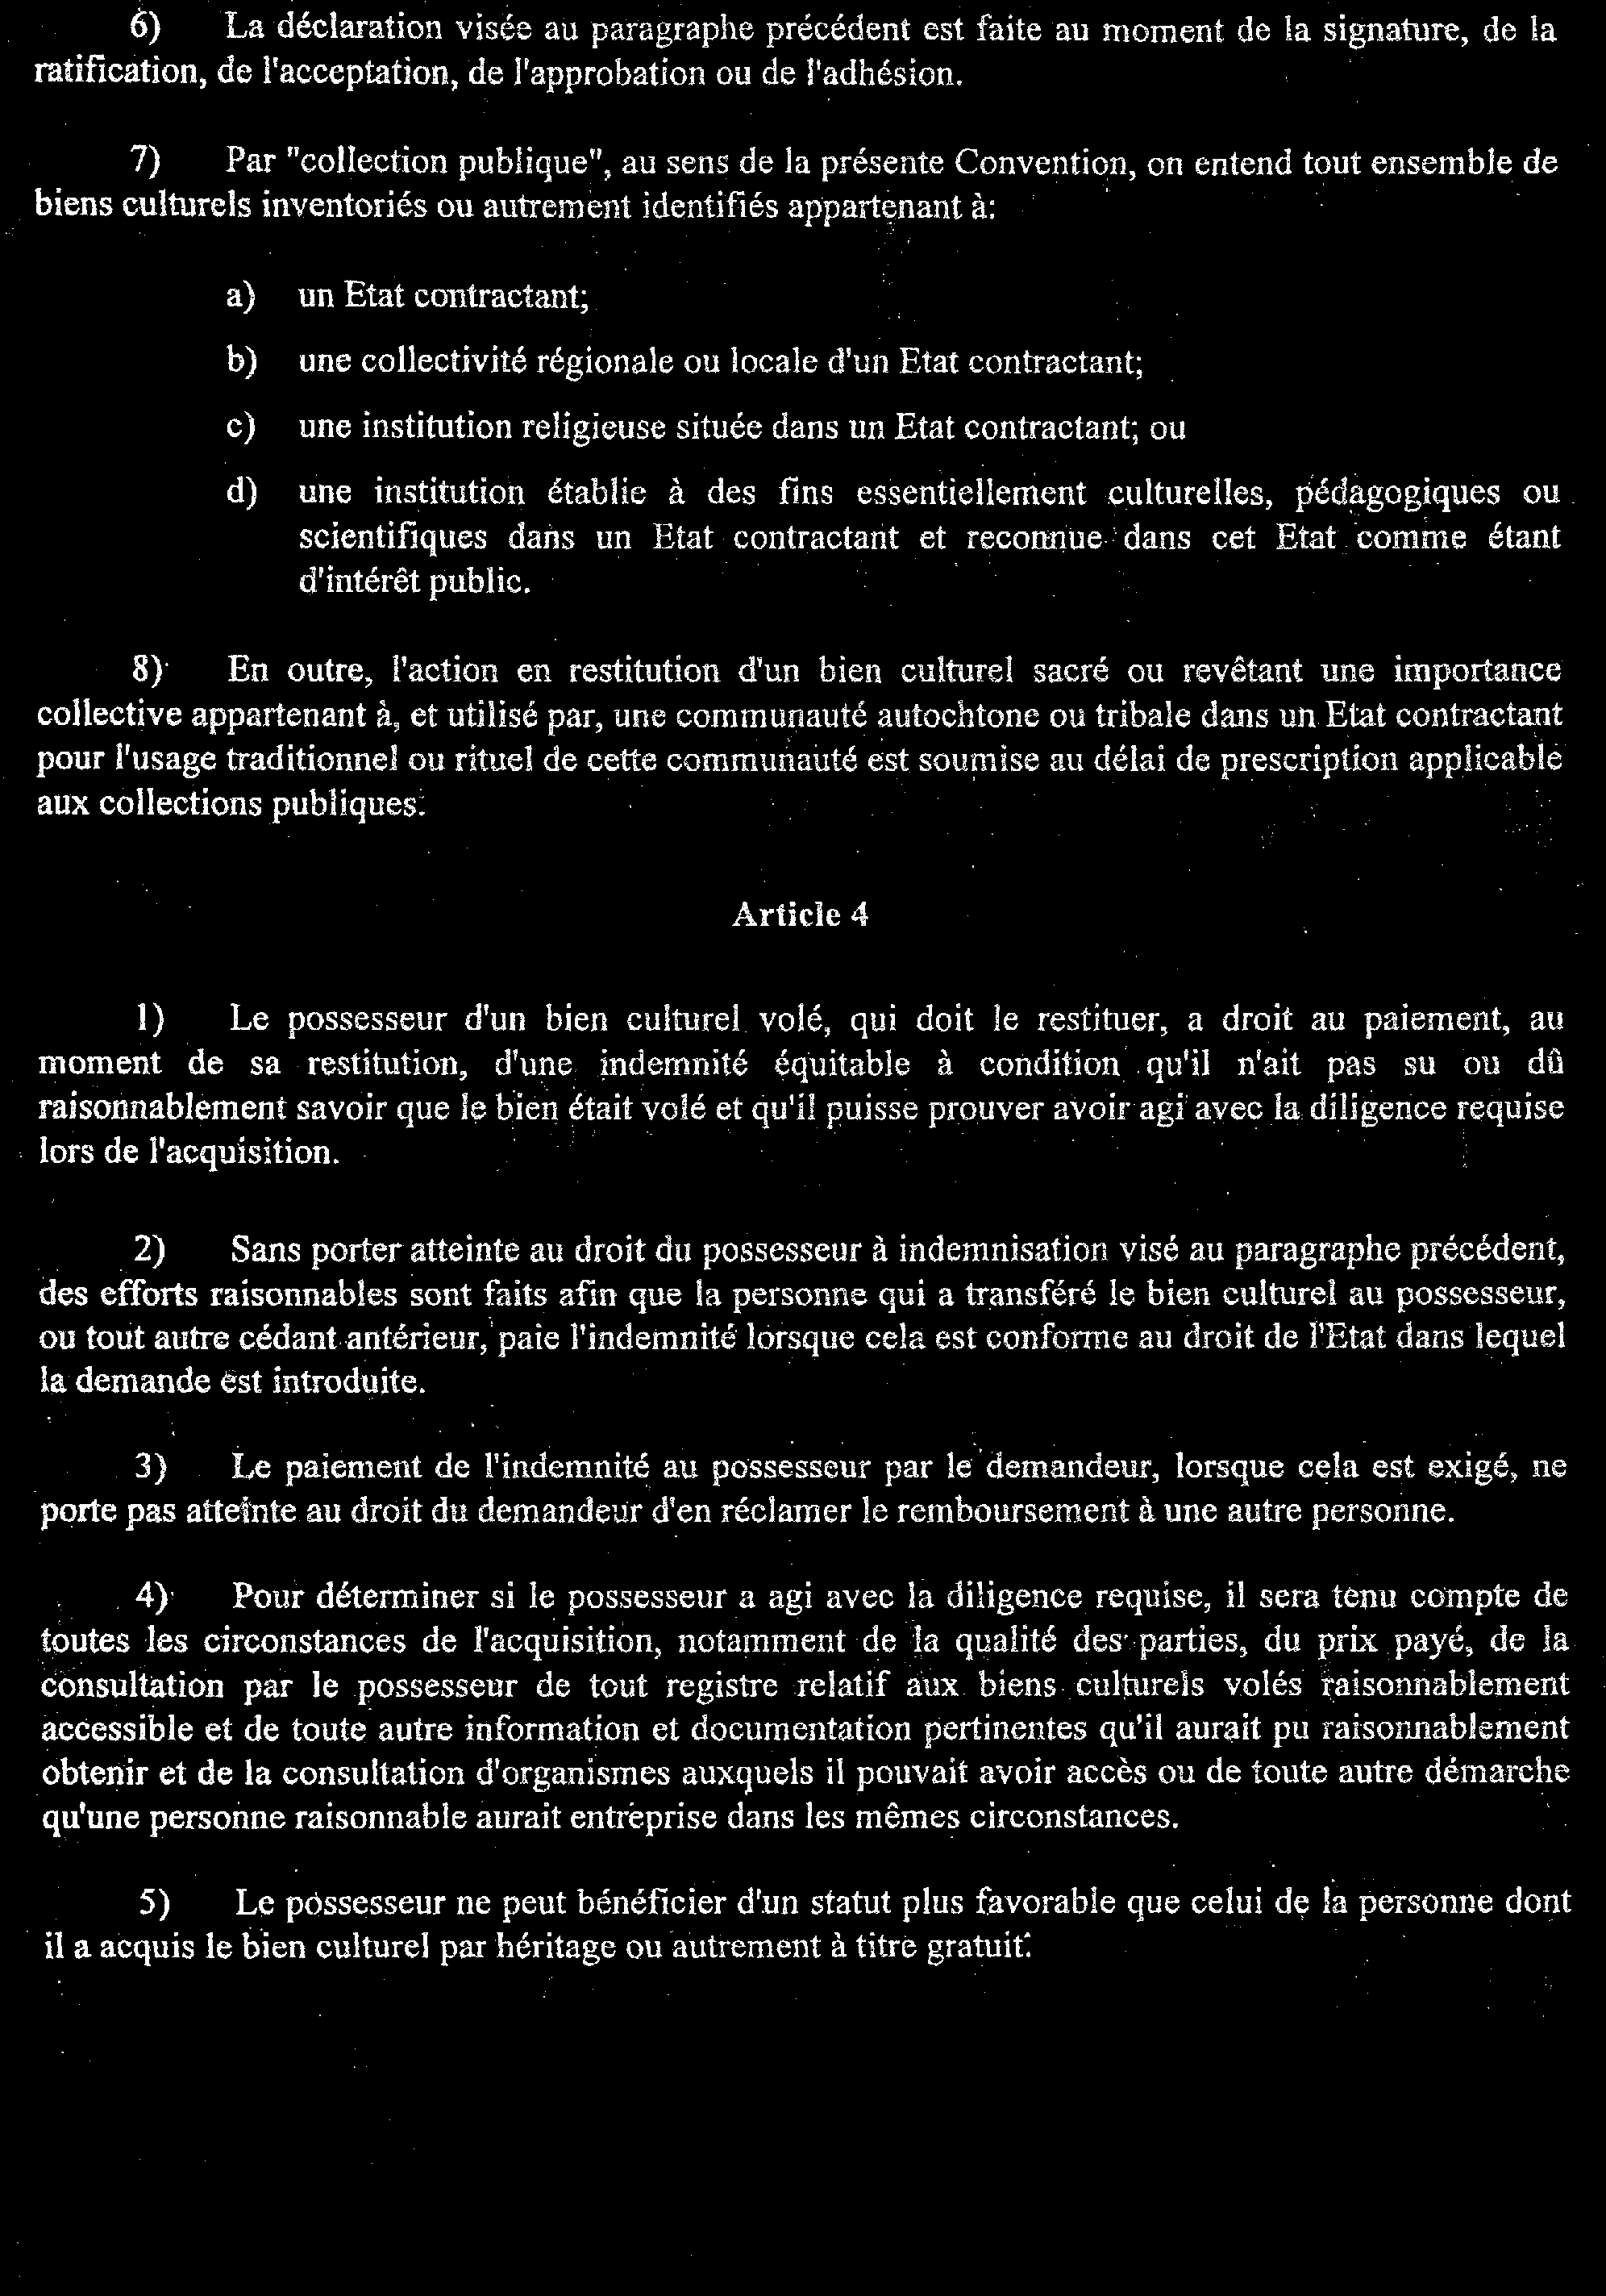 6) La déclaration visée au paragraphe précédent est faite au moment de la signature, de la
ratification, de l'acceptation, de l'approbation ou de l'adhésion.
7) Par "collection publique", au sens de la présente Convention, on entend tout ensemble de
biens culturels inventoriés ou autrement identifiés appartenant à:
a) un Etat contractant;
b) une collectivité régionale ou locale d'un Etat contractant;
c) une institution religieuse située dans un Etat contractant; ou
d) une institution établie à des fins essentiellement culturelles, pédagogiques ou
scientifiques dans un Etat contractant et reconnue dans cet Etat comme étant
d'intérêt public.
8) En outre, l'action en restitution d'un bien culturel sacré ou revêtant une importance
collective appartenant à, et utilisé par, une communauté autochtone ou tribale dans un Etat contractant
pour l'usage traditionnel ou rituel de cette communauté est soumise au délai de prescription applicable
aux collections publiques.
Article 4
1) Le possesseur d'un bien culturel volé, qui doit le restituer, a droit au paiement, au
moment de sa restitution, d'une indemnité équitable à condition qu'il n'ait pas su ou dû
raisonnablement savoir que le bien était volé et qu'il puisse prouver avoir agi avec la diligence requise
lors de l'acquisition.
2) Sans porter atteinte au droit du possesseur à indemnisation visé au paragraphe précédent,
des efforts raisonnables sont faits afin que la personne qui a transféré le bien culturel au possesseur,
ou tout autre cédant antérieur, paie l'indemnité lorsque cela est conforme au droit de l'Etat dans lequel
la demande est introduite.
3) Le paiement de l'indemnité au possesseur par le demandeur, lorsque cela est exigé, ne
porte pas atteinte au droit du demandeur d'en réclamer le remboursement à une autre personne.
4) Pour déterminer si le possesseur a agi avec la diligence requise, il sera tenu compte de
toutes les circonstances de l'acquisition, notamment de la qualité des parties, du prix payé, de la
consultation par le possesseur de tout registre relatif aux biens culturels volés raisonnablement
accessible et de toute autre information et documentation pertinentes qu'il aurait pu raisonnablement
obtenir et de la consultation d'organismes auxquels il pouvait avoir accès ou de toute autre démarche
qu'une personne raisonnable aurait entreprise dans les mêmes circonstances.
5) Le possesseur ne peut bénéficier d'un statut plus favorable que celui de la personne dont
il a acquis le bien culturel par héritage ou autrement à titre gratuit.